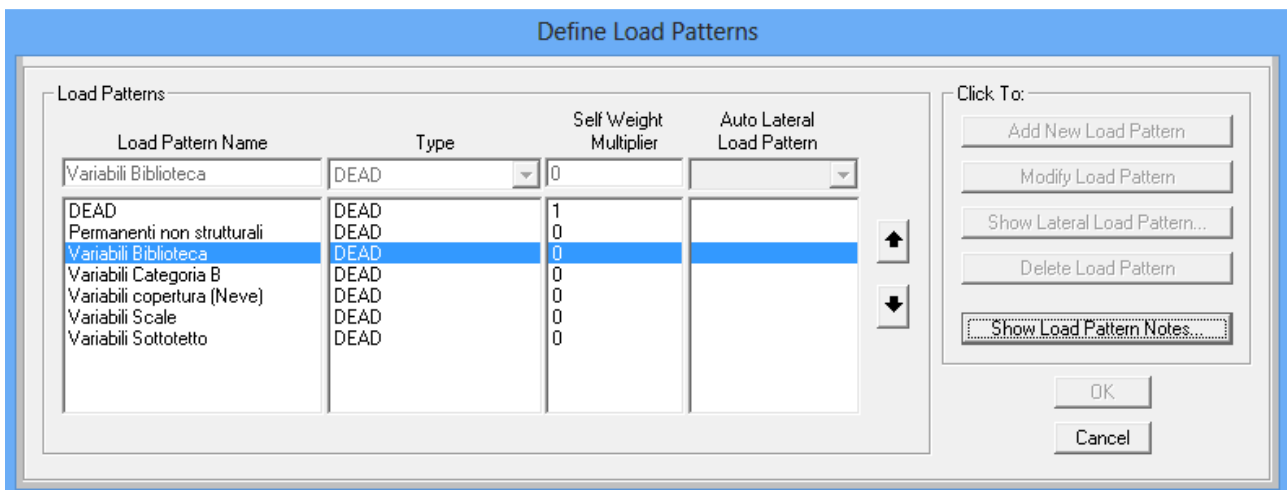 Define Load Patterns
Load Patterns
Click To:
Load Pattern Name Type Self Weight Multiplier Auto Lateral Load Pattern
Variabili Biblioteca DEAD 0
DEAD DEAD 1
Permanenti non strutturali DEAD 0
Variabili Biblioteca DEAD 0
Variabili Categoria B DEAD 0
Variabili copertura (Neve) DEAD 0
Variabili Scale DEAD 0
Variabili Sottotetto DEAD 0
Add New Load Pattern
Modify Load Pattern
Show Lateral Load Pattern...
Delete Load Pattern
Show Load Pattern Notes...
OK
Cancel